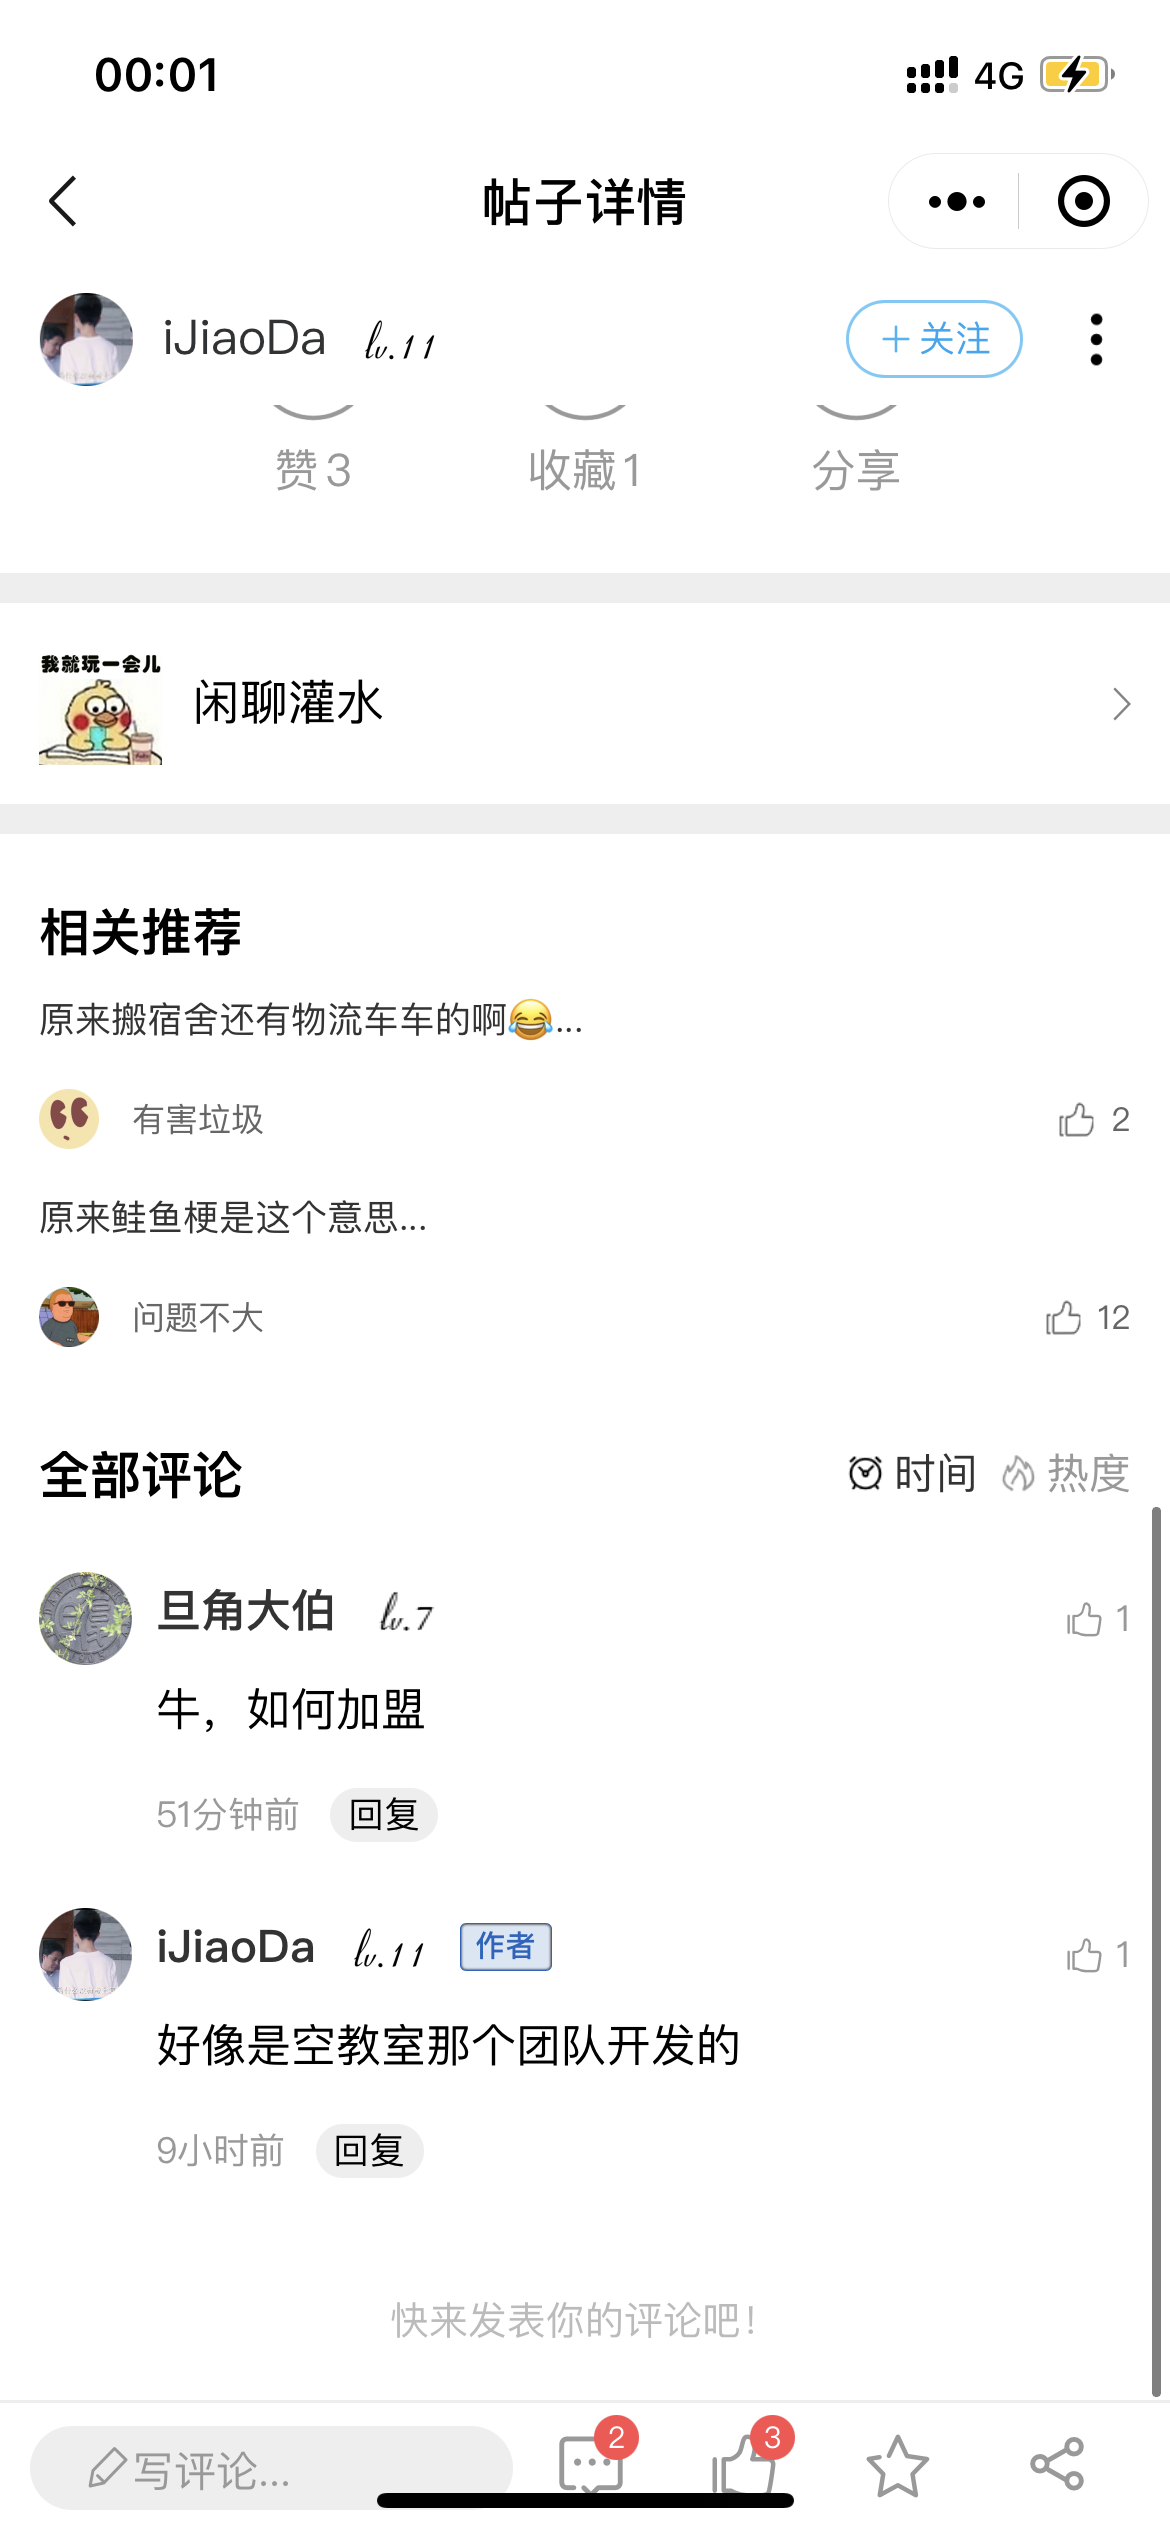 00:01
4G
帖子详情
iJiaoDa lv.11
+关注
赞3 收藏1 分享
我就玩一会儿
闲聊灌水
相关推荐
原来搬宿舍还有物流车车的啊😂...
有害垃圾 2
原来鲑鱼梗是这个意思...
问题不大 12
全部评论 时间 热度
旦角大伯 lv.7 1
牛，如何加盟
51分钟前 回复
iJiaoDa lv.11 作者 1
好像是空教室那个团队开发的
9小时前 回复
快来发表你的评论吧！
写评论... 2 3